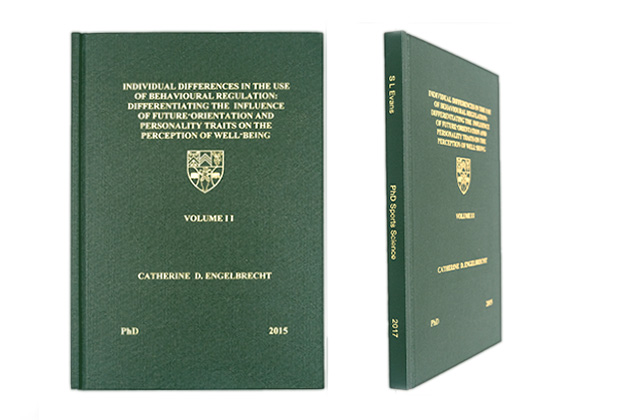 INDIVIDUAL DIFFERENCES IN THE USE
OF BEHAVIOURAL REGULATION:
DIFFERENTIATING THE INFLUENCE
OF FUTURE-ORIENTATION AND
PERSONALITY TRAITS ON THE
PERCEPTION OF WELL-BEING
VOLUME I I
CATHERINE D. ENGELBRECHT
PhD 2015
S L Evans
PhD Sports Science
2017
INDIVIDUAL DIFFERENCES IN THE USE
OF BEHAVIOURAL REGULATION:
DIFFERENTIATING THE INFLUENCE
OF FUTURE-ORIENTATION AND
PERSONALITY TRAITS ON THE
PERCEPTION OF WELL-BEING
VOLUME I I
CATHERINE D. ENGELBRECHT
PhD 2015